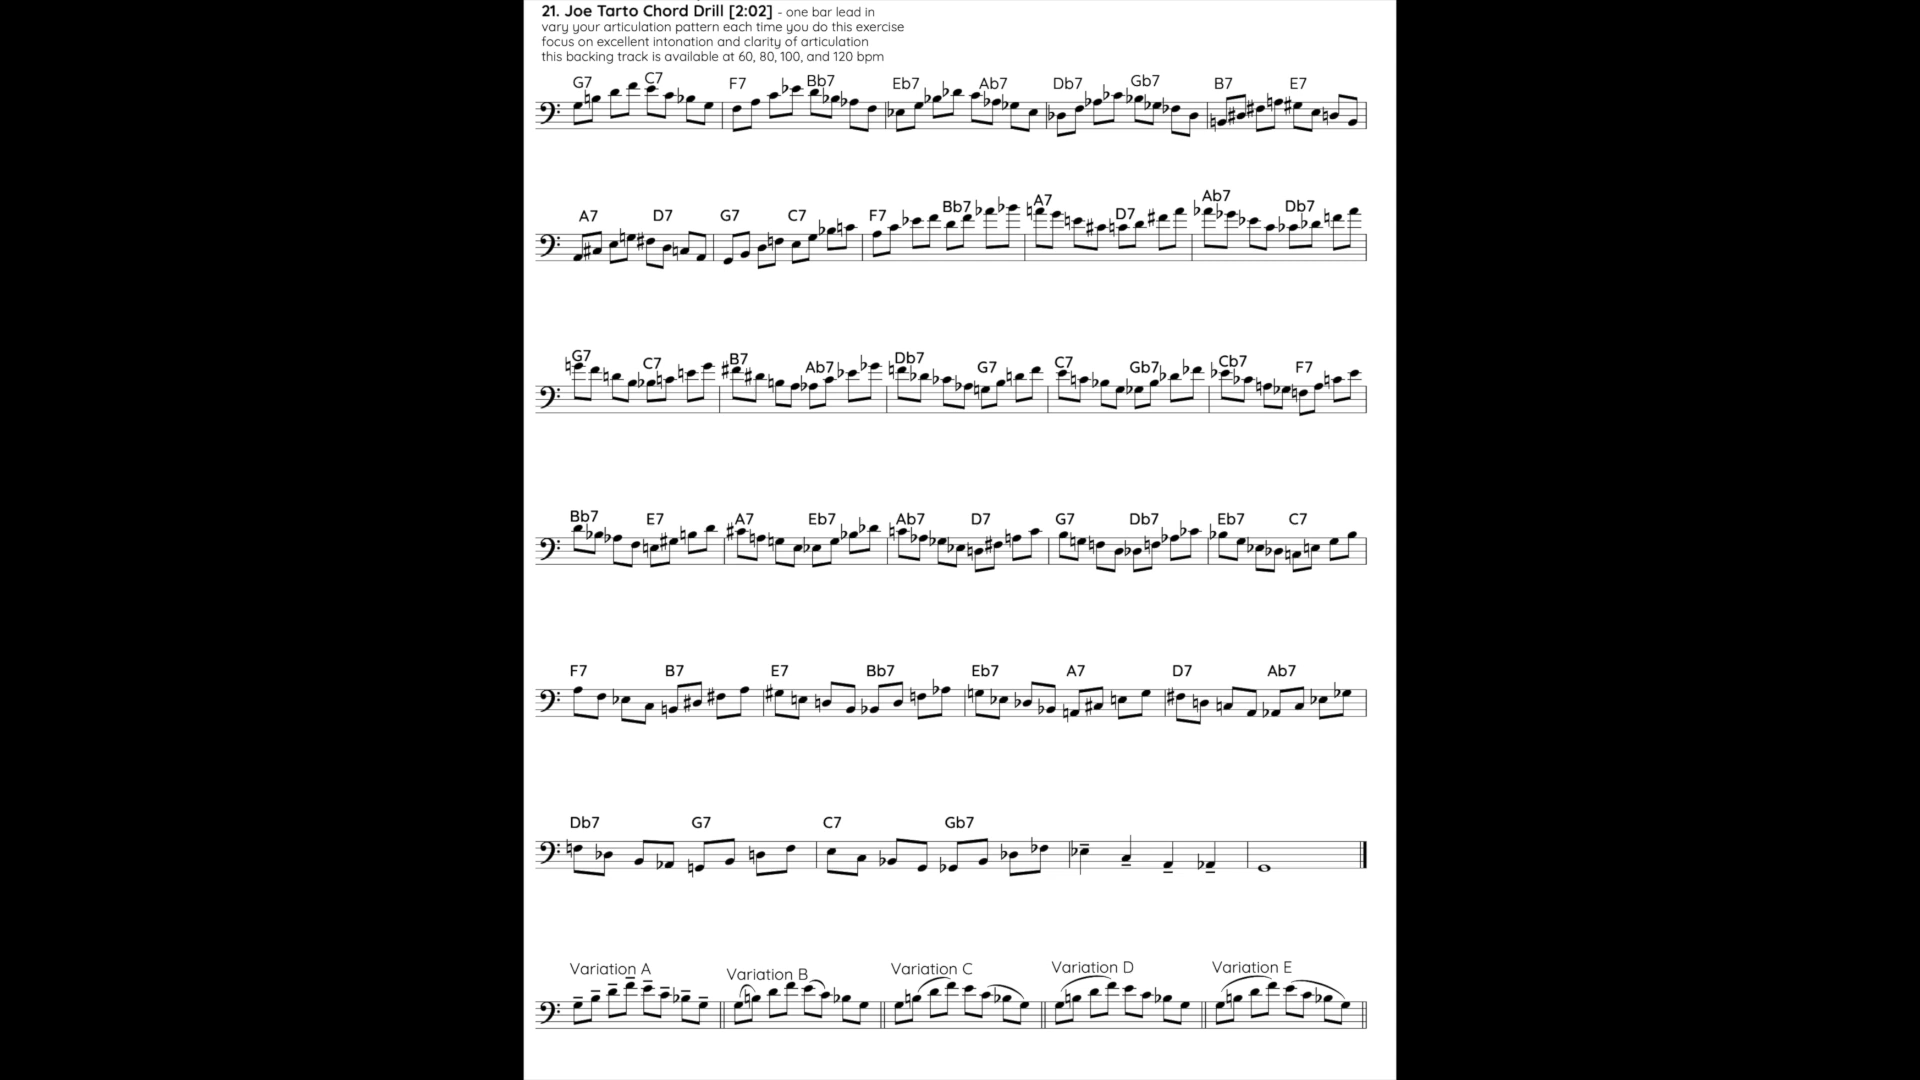 21. Joe Tarto Chord Drill [2:02] - one bar lead in
vary your articulation pattern each time you do this exercise
focus on excellent intonation and clarity of articulation
this backing track is available at 60, 80, 100, and 120 bpm
G7 C7 F7 Bb7 Eb7 Ab7 Db7 Gb7 B7 E7
A7 D7 G7 C7 F7 Bb7 A7 D7 Ab7 Db7
G7 C7 B7 Ab7 Db7 G7 C7 Gb7 Cb7 F7
Bb7 E7 A7 Eb7 Ab7 D7 G7 Db7 Eb7 C7
F7 B7 E7 Bb7 Eb7 A7 D7 Ab7
Db7 G7 C7 Gb7
Variation A Variation B Variation C Variation D Variation E